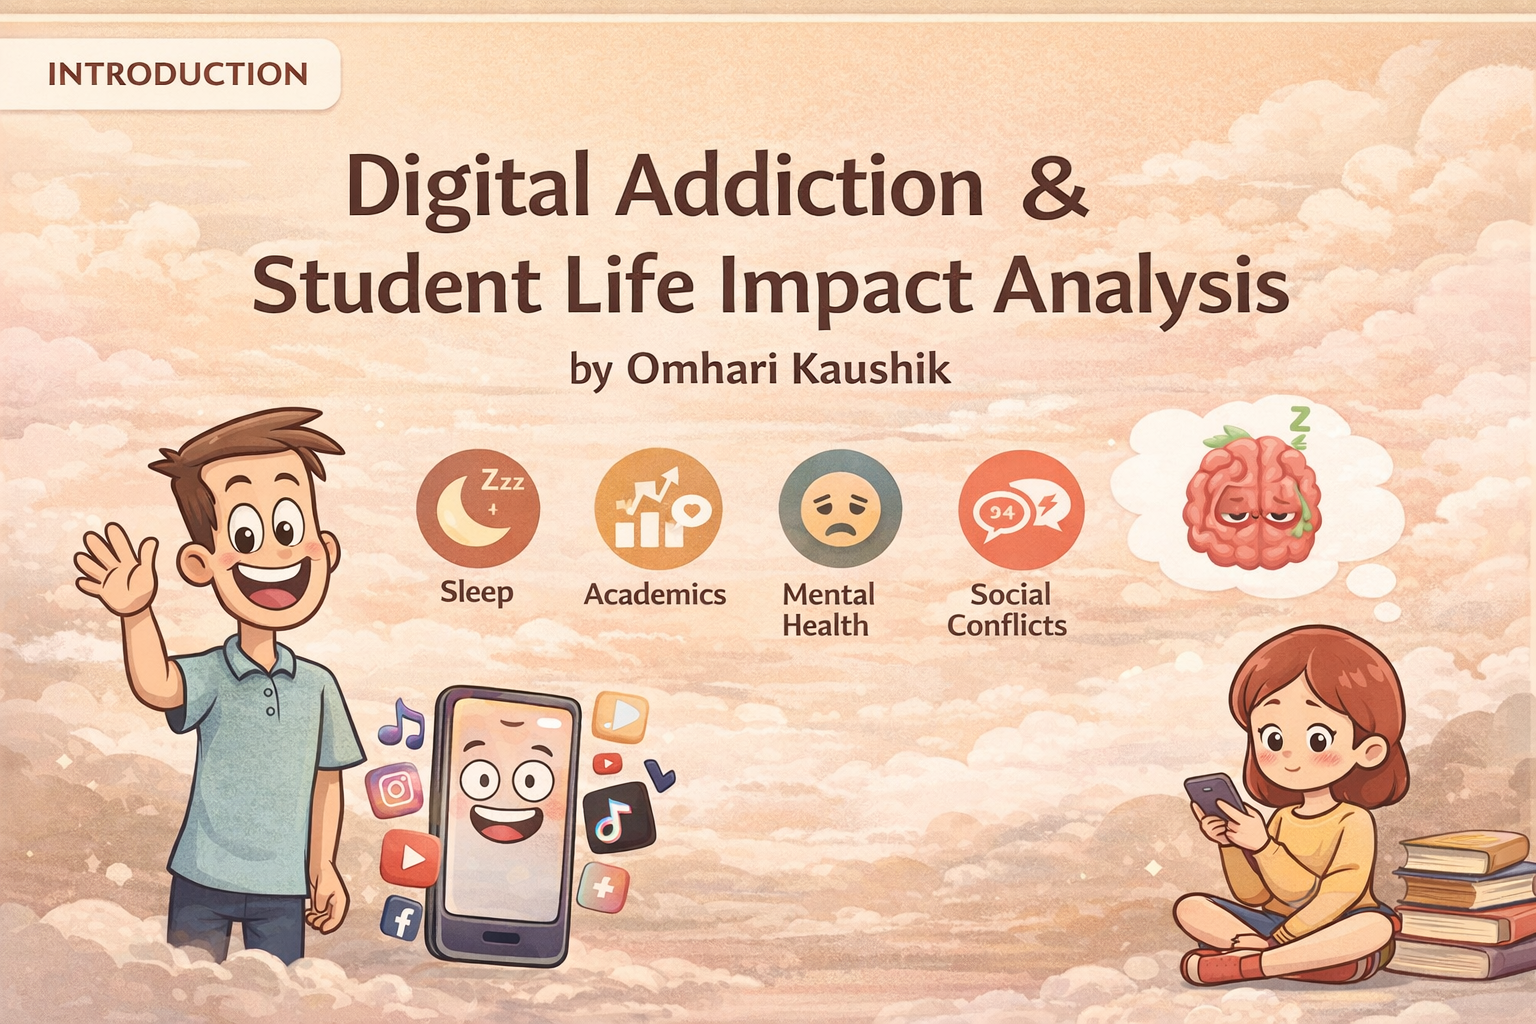 INTRODUCTION
Digital Addiction &
Student Life Impact Analysis
by Omhari Kaushik
Zzz
Sleep
Academics
Mental
Health
94
Social
Conflicts
Z
z
f